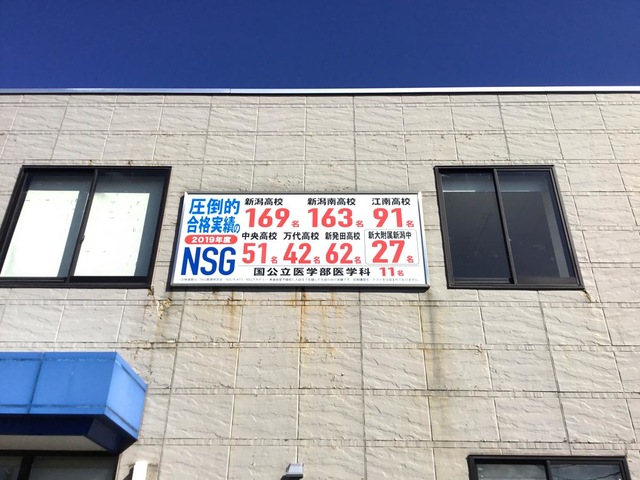 圧倒的
合格実績の
2019年度
NSG
新潟高校 新潟南高校 江南高校
169名 163名 91名
中央高校 万代高校 新発田高校 新大附属新潟中
51名 42名 62名 27名
国公立医学部医学科 11名